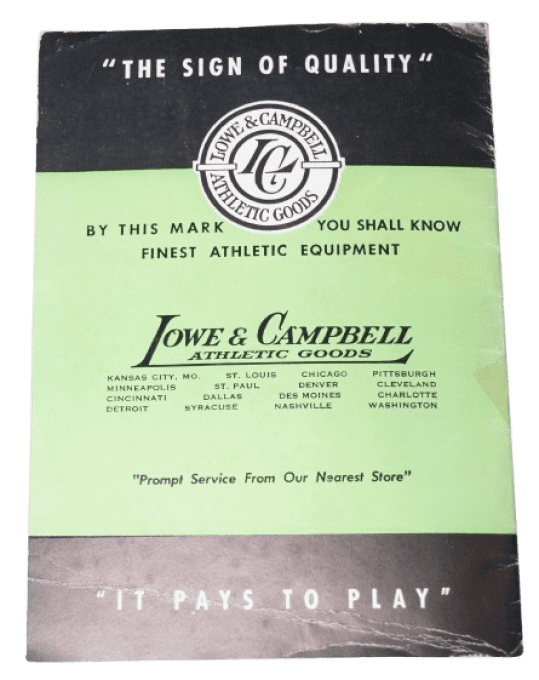 "THE SIGN OF QUALITY"
LOWE & CAMPBELL
LCG
ATHLETIC GOODS
BY THIS MARK YOU SHALL KNOW
FINEST ATHLETIC EQUIPMENT
LOWE & CAMPBELL
ATHLETIC GOODS
KANSAS CITY, MO. ST. LOUIS CHICAGO PITTSBURGH
MINNEAPOLIS ST. PAUL DENVER CLEVELAND
CINCINNATI DALLAS DES MOINES CHARLOTTE
DETROIT SYRACUSE NASHVILLE WASHINGTON
"Prompt Service From Our Nearest Store"
"IT PAYS TO PLAY"